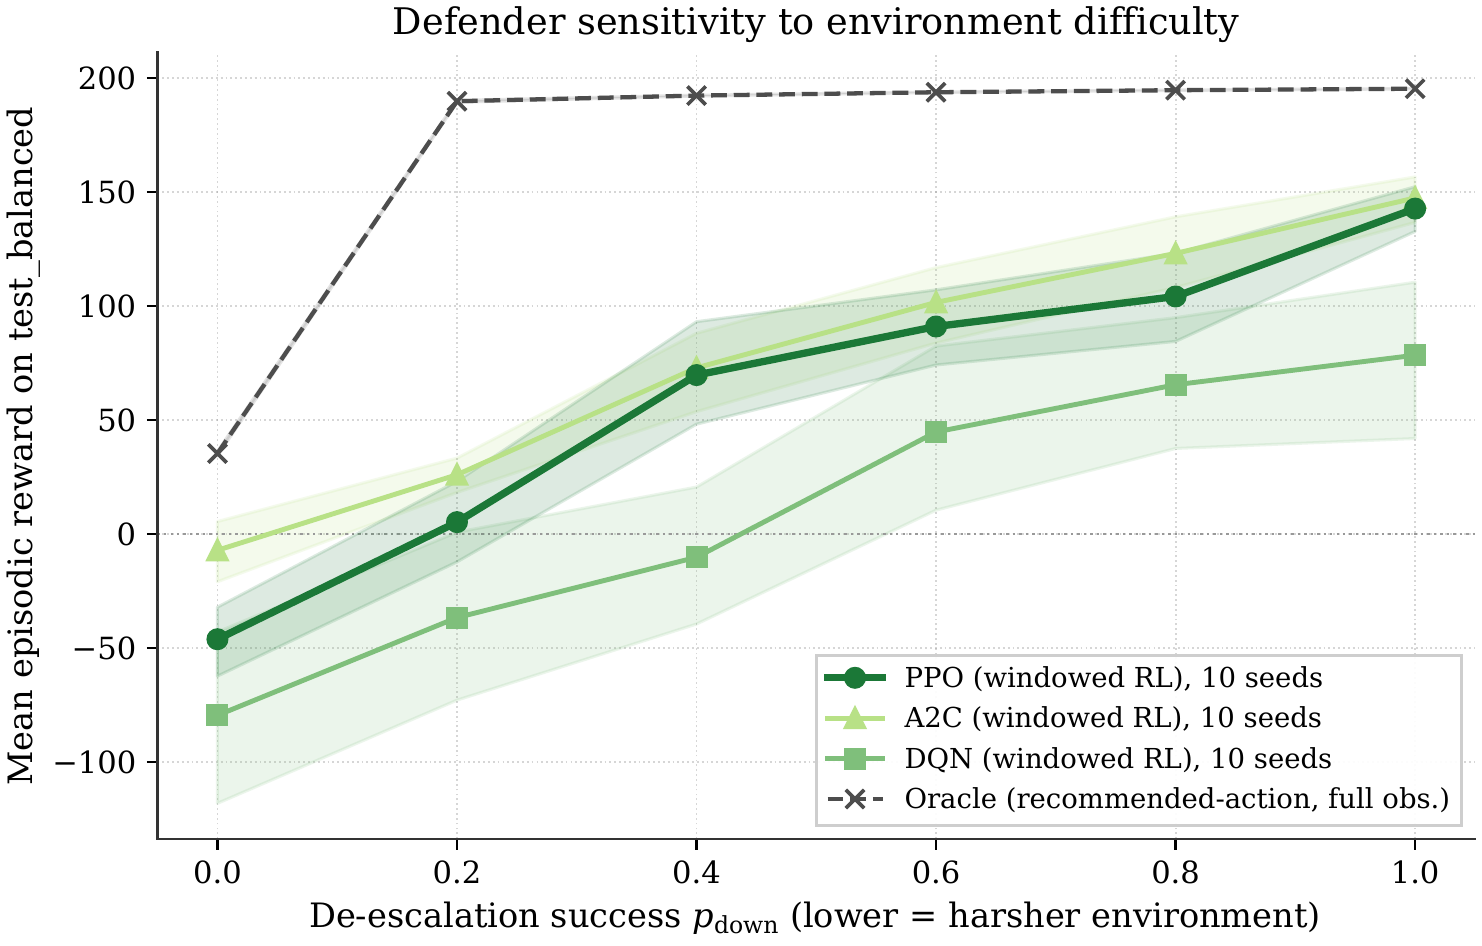 Defender sensitivity to environment difficulty
Mean episodic reward on test_balanced
200
150
100
50
0
−50
−100
0.0
0.2
0.4
0.6
0.8
1.0
De-escalation success p_down (lower = harsher environment)
PPO (windowed RL), 10 seeds
A2C (windowed RL), 10 seeds
DQN (windowed RL), 10 seeds
Oracle (recommended-action, full obs.)